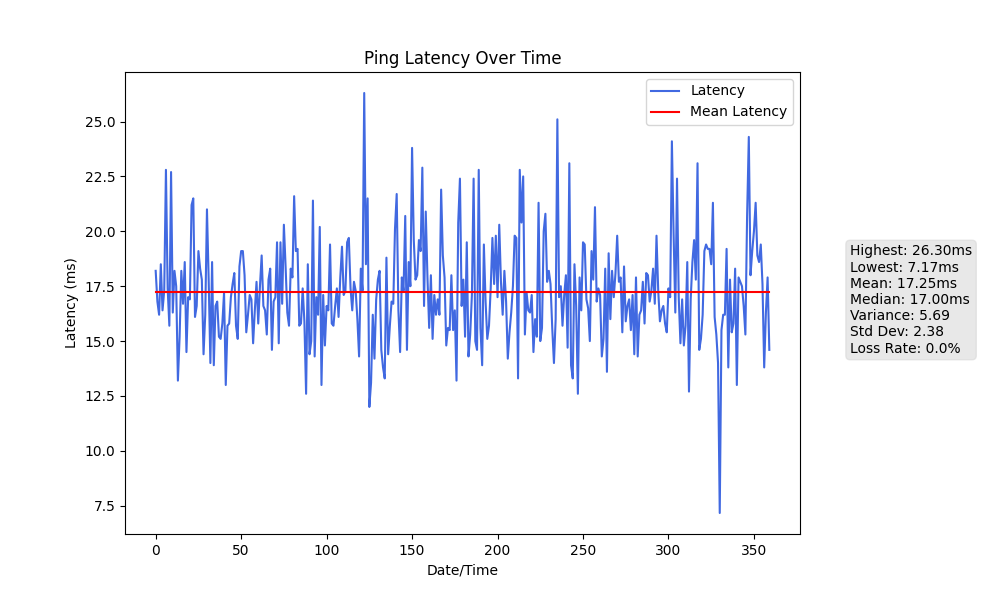 Ping Latency Over Time
Latency
Mean Latency
Latency (ms)
25.0
22.5
20.0
17.5
15.0
12.5
10.0
7.5
0 50 100 150 200 250 300 350
Date/Time
Highest: 26.30ms
Lowest: 7.17ms
Mean: 17.25ms
Median: 17.00ms
Variance: 5.69
Std Dev: 2.38
Loss Rate: 0.0%